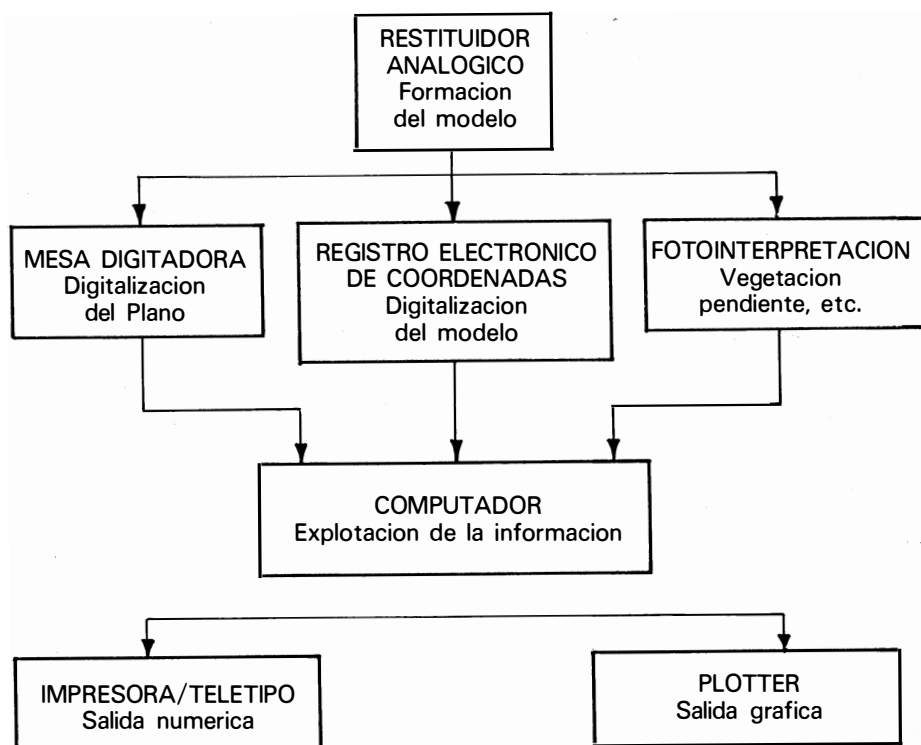 RESTITUIDOR
ANALOGICO
Formacion
del modelo
MESA DIGITADORA
Digitalizacion
del Plano
REGISTRO ELECTRONICO
DE COORDENADAS
Digitalizacion
del modelo
FOTOINTERPRETACION
Vegetacion
pendiente, etc.
COMPUTADOR
Explotacion de la informacion
IMPRESORA/TELETIPO
Salida numerica
PLOTTER
Salida grafica